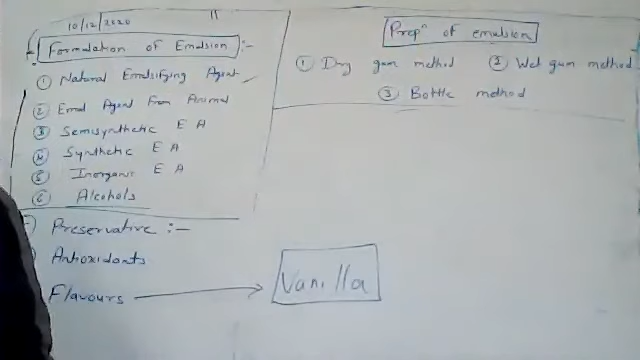 10/12/2020
Formulation of Emulsion :-
① Natural Emulsifying Agent
② Emul Agent From Animal
③ Semisynthetic E A
④ Synthetic E A
⑤ Inorganic E A
⑥ Alcohols
Preservative :-
Antioxidants
Flavours → Vanilla
Prepⁿ of emulsion
① Dry gum method ② Wet gum method
③ Bottle method